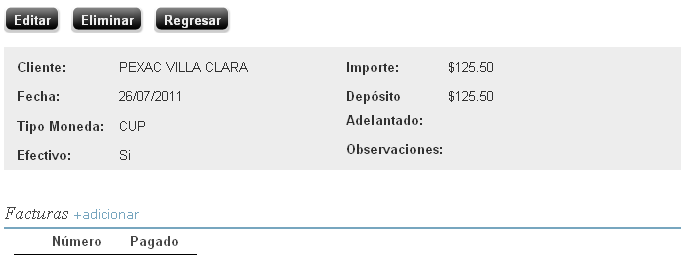 Editar Eliminar Regresar
Cliente: PEXAC VILLA CLARA Importe: $125.50
Fecha: 26/07/2011 Depósito $125.50
Adelantado:
Tipo Moneda: CUP
Efectivo: Si Observaciones:
Facturas +adicionar
Número Pagado